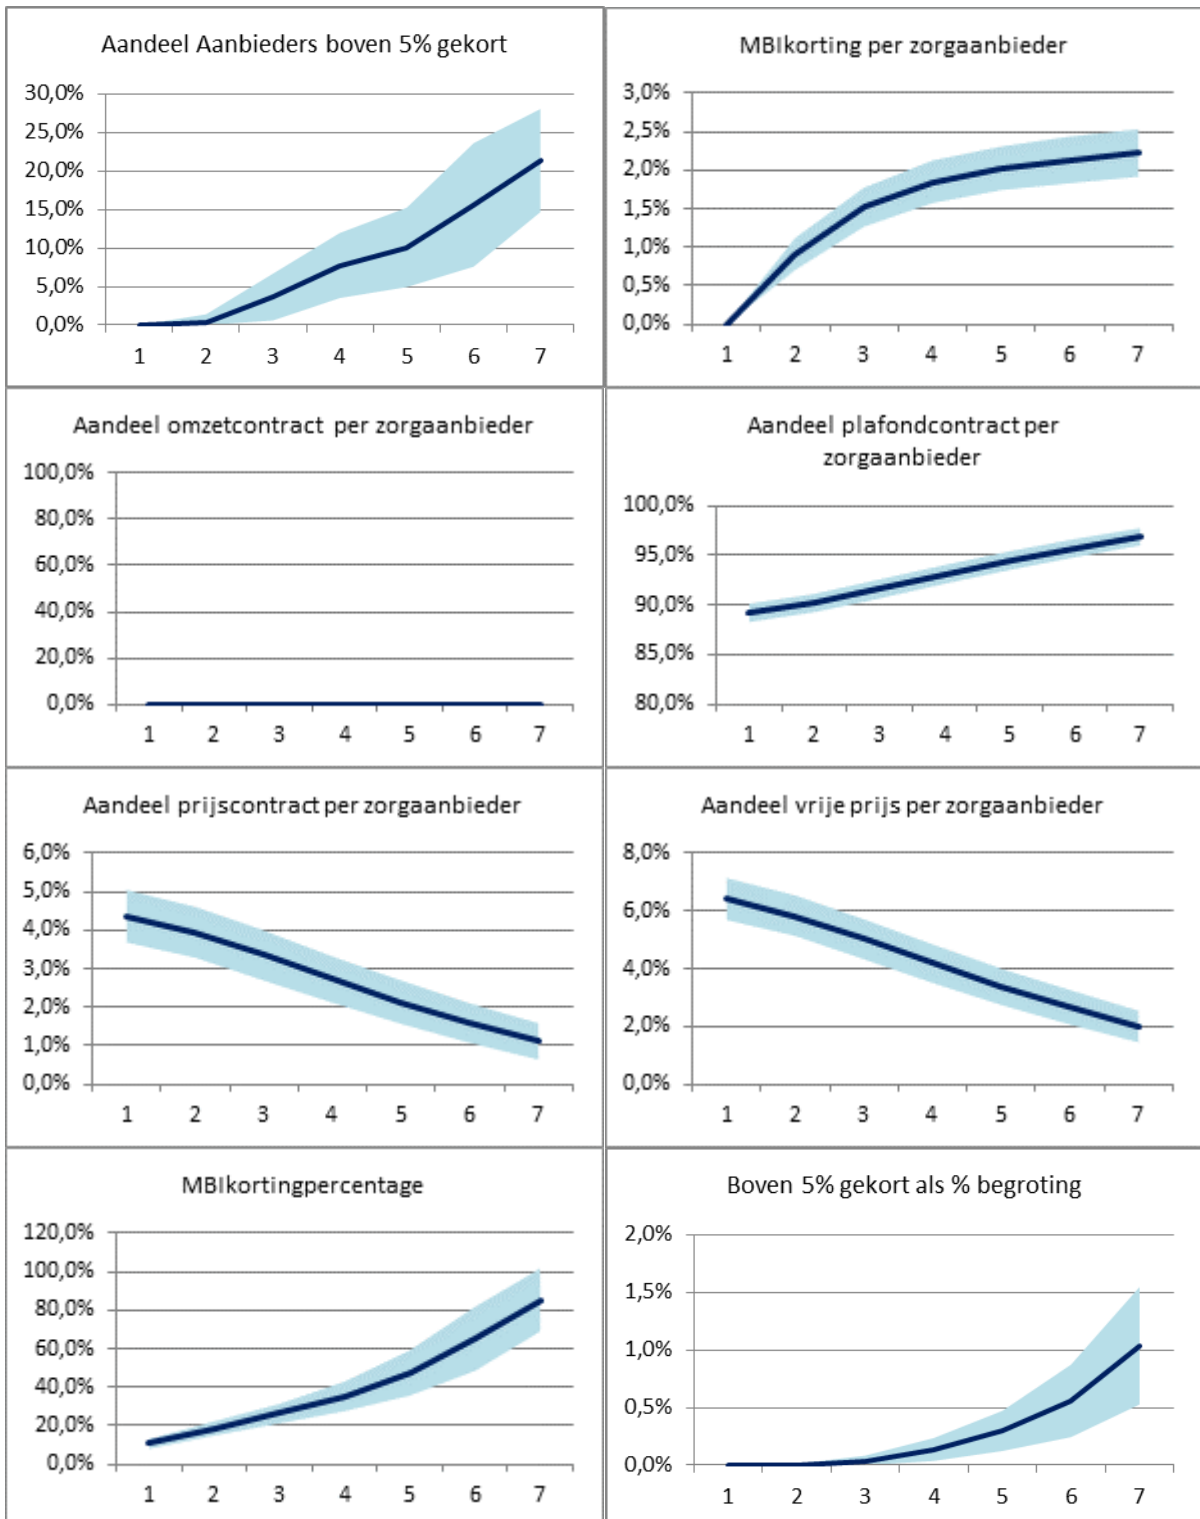 Aandeel Aanbieders boven 5% gekort
30,0%
25,0%
20,0%
15,0%
10,0%
5,0%
0,0%
1 2 3 4 5 6 7
MBIkorting per zorgaanbieder
3,0%
2,5%
2,0%
1,5%
1,0%
0,5%
0,0%
1 2 3 4 5 6 7
Aandeel omzetcontract per zorgaanbieder
100,0%
80,0%
60,0%
40,0%
20,0%
0,0%
1 2 3 4 5 6 7
Aandeel plafondcontract per
zorgaanbieder
100,0%
95,0%
90,0%
85,0%
80,0%
1 2 3 4 5 6 7
Aandeel prijscontract per zorgaanbieder
6,0%
5,0%
4,0%
3,0%
2,0%
1,0%
0,0%
1 2 3 4 5 6 7
Aandeel vrije prijs per zorgaanbieder
8,0%
6,0%
4,0%
2,0%
0,0%
1 2 3 4 5 6 7
MBIkortingpercentage
120,0%
100,0%
80,0%
60,0%
40,0%
20,0%
0,0%
1 2 3 4 5 6 7
Boven 5% gekort als % begroting
2,0%
1,5%
1,0%
0,5%
0,0%
1 2 3 4 5 6 7